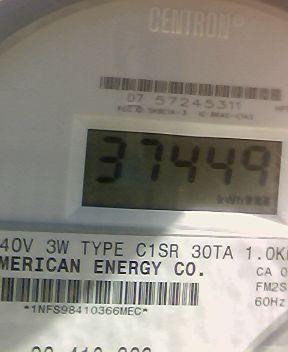 CENTRON®
07 57245311
37449
kWh
40V 3W TYPE C1SR 30TA 1.0K
MERICAN ENERGY CO.
CA 0
FM2S
60Hz
*1NFS98410366MEC*